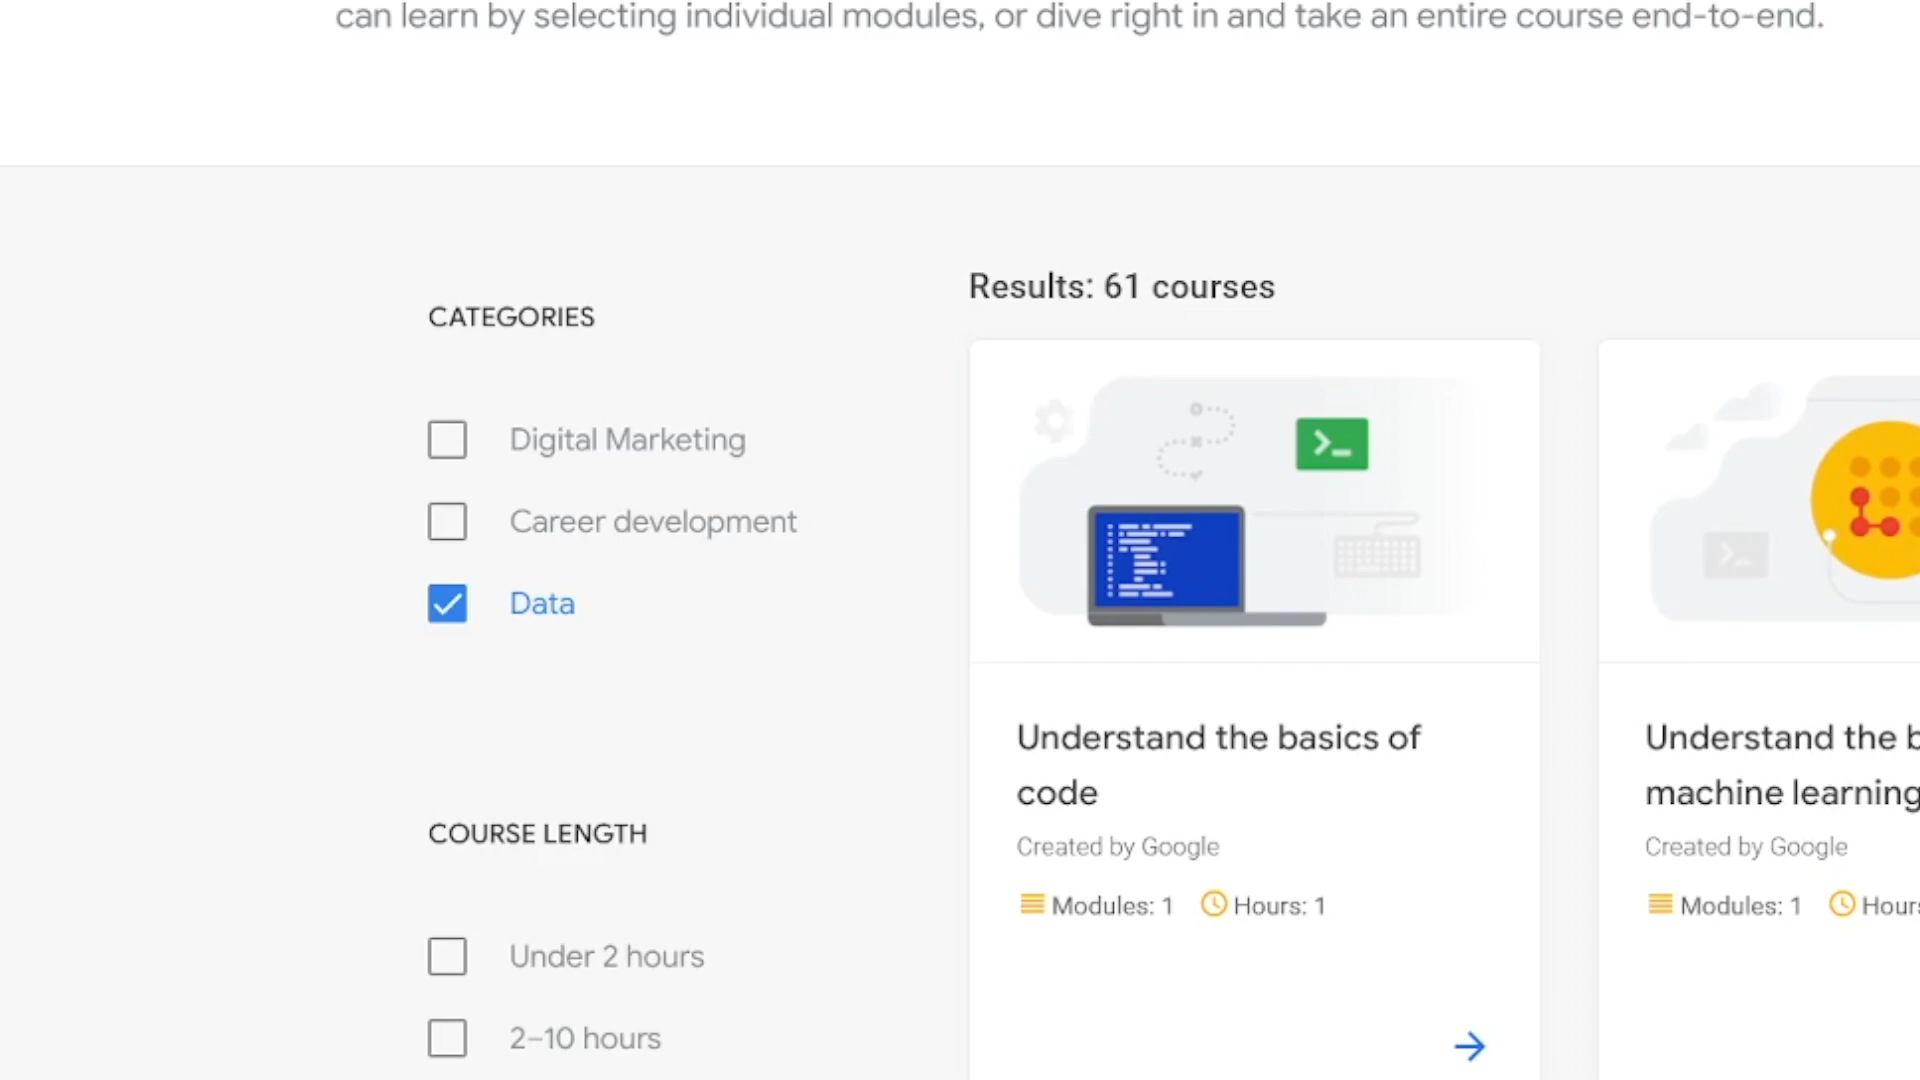 can learn by selecting individual modules, or dive right in and take an entire course end-to-end.
CATEGORIES
Digital Marketing
Career development
Data
COURSE LENGTH
Under 2 hours
2–10 hours
Results: 61 courses
Understand the basics of
code
Created by Google
Modules: 1 Hours: 1
Understand the
machine learning
Created by Google
Modules: 1